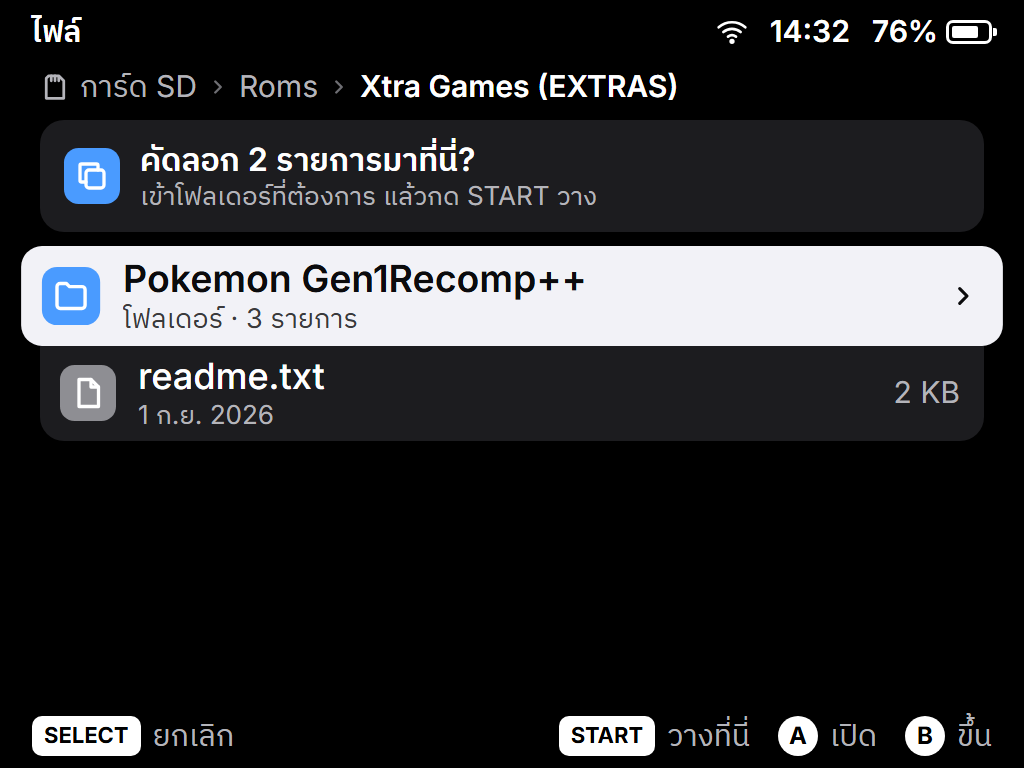 ไฟล์ 14:32 76%
การ์ด SD › Roms › Xtra Games (EXTRAS)
คัดลอก 2 รายการมาที่นี่?
เข้าโฟลเดอร์ที่ต้องการ แล้วกด START วาง
Pokemon Gen1Recomp++
โฟลเดอร์ · 3 รายการ
readme.txt
1 ก.ย. 2026
2 KB
SELECT ยกเลิก START วางที่นี่ A เปิด B ขึ้น